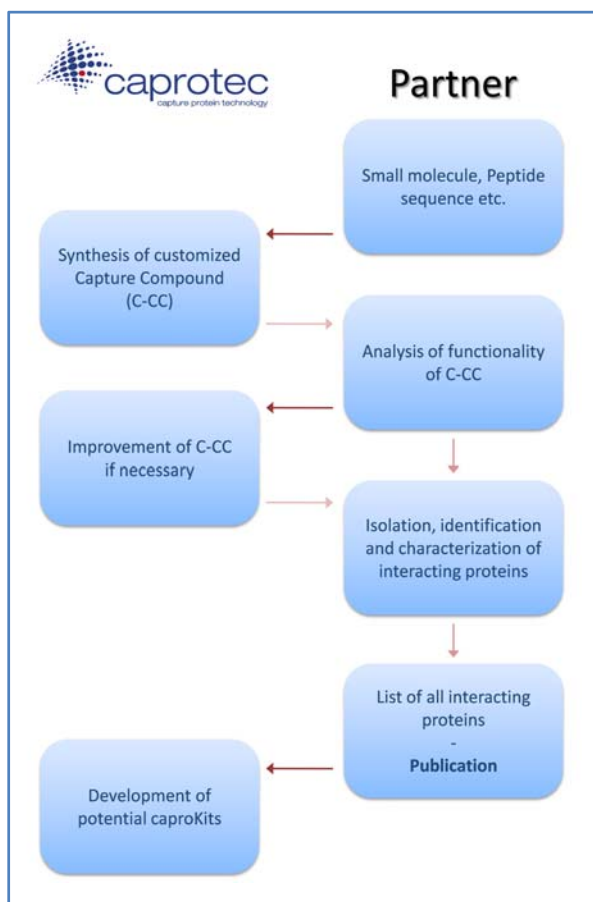 caprotec
capture protein technology
Partner
Small molecule, Peptide
sequence etc.
Synthesis of customized
Capture Compound
(C-CC)
Analysis of functionality
of C-CC
Improvement of C-CC
if necessary
Isolation, identification
and characterization of
interacting proteins
List of all interacting
proteins
-
Publication
Development of
potential caproKits